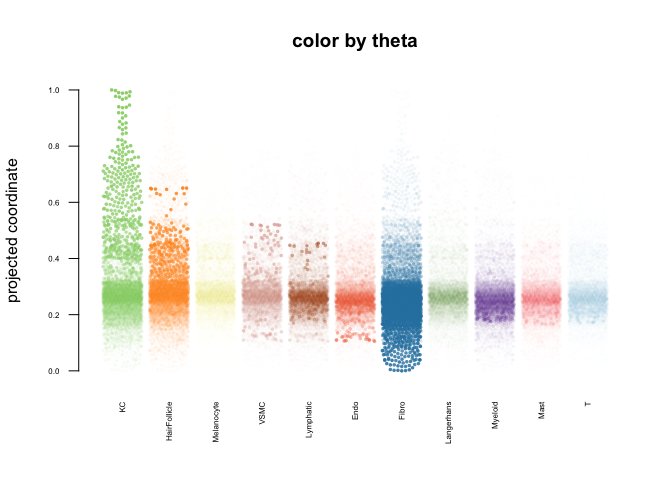 color by theta
projected coordinate
1.0
0.8
0.6
0.4
0.2
0.0
KC
HairFollicle
Melanocyte
VSMC
Lymphatic
Endo
Fibro
Langerhans
Myeloid
Mast
T